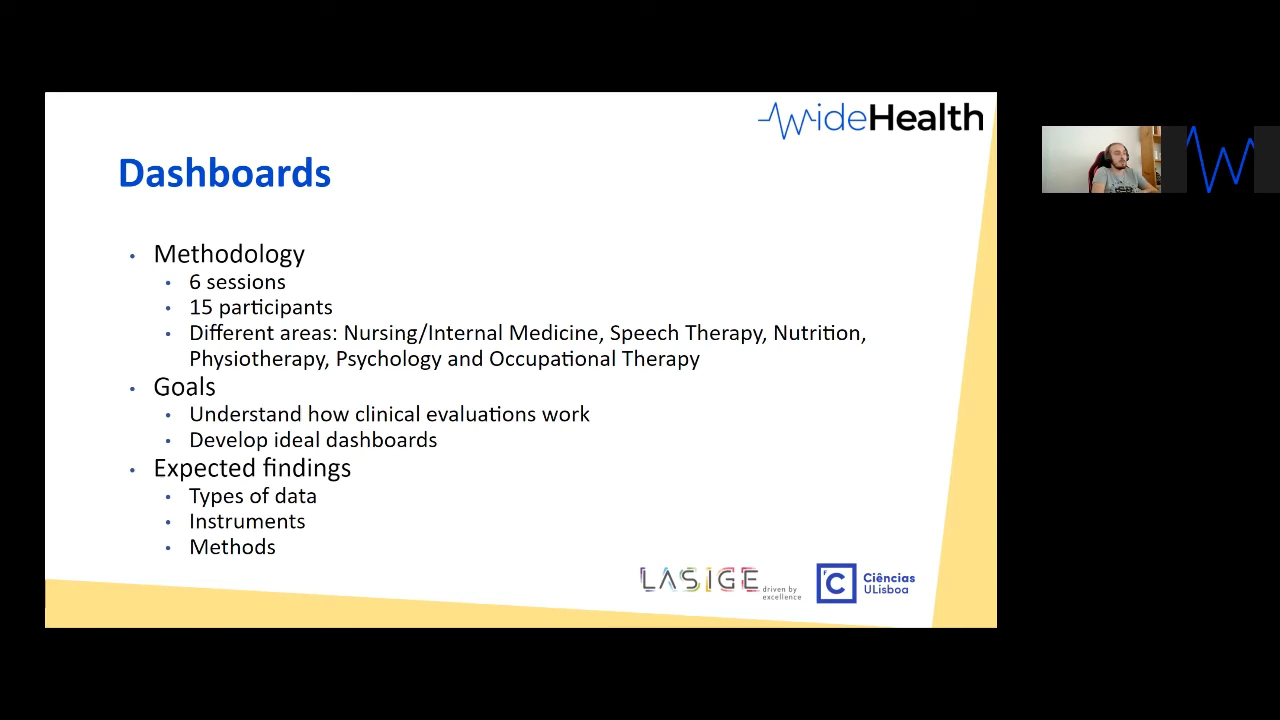 WideHealth
Dashboards
• Methodology
• 6 sessions
• 15 participants
• Different areas: Nursing/Internal Medicine, Speech Therapy, Nutrition,
Physiotherapy, Psychology and Occupational Therapy
• Goals
• Understand how clinical evaluations work
• Develop ideal dashboards
• Expected findings
• Types of data
• Instruments
• Methods
LASIGE driven by
excellence
C Ciências
ULisboa